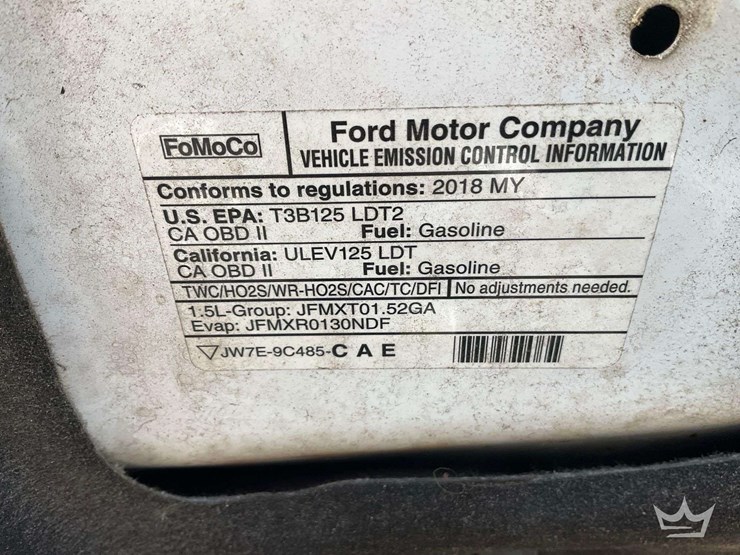 FoMoCo
Ford Motor Company
VEHICLE EMISSION CONTROL INFORMATION
Conforms to regulations: 2018 MY
U.S. EPA: T3B125 LDT2
CA OBD II Fuel: Gasoline
California: ULEV125 LDT
CA OBD II Fuel: Gasoline
TWC/HO2S/WR-HO2S/CAC/TC/DFI No adjustments needed.
1.5L-Group: JFMXT01.52GA
Evap: JFMXR0130NDF
JW7E-9C485-C A E